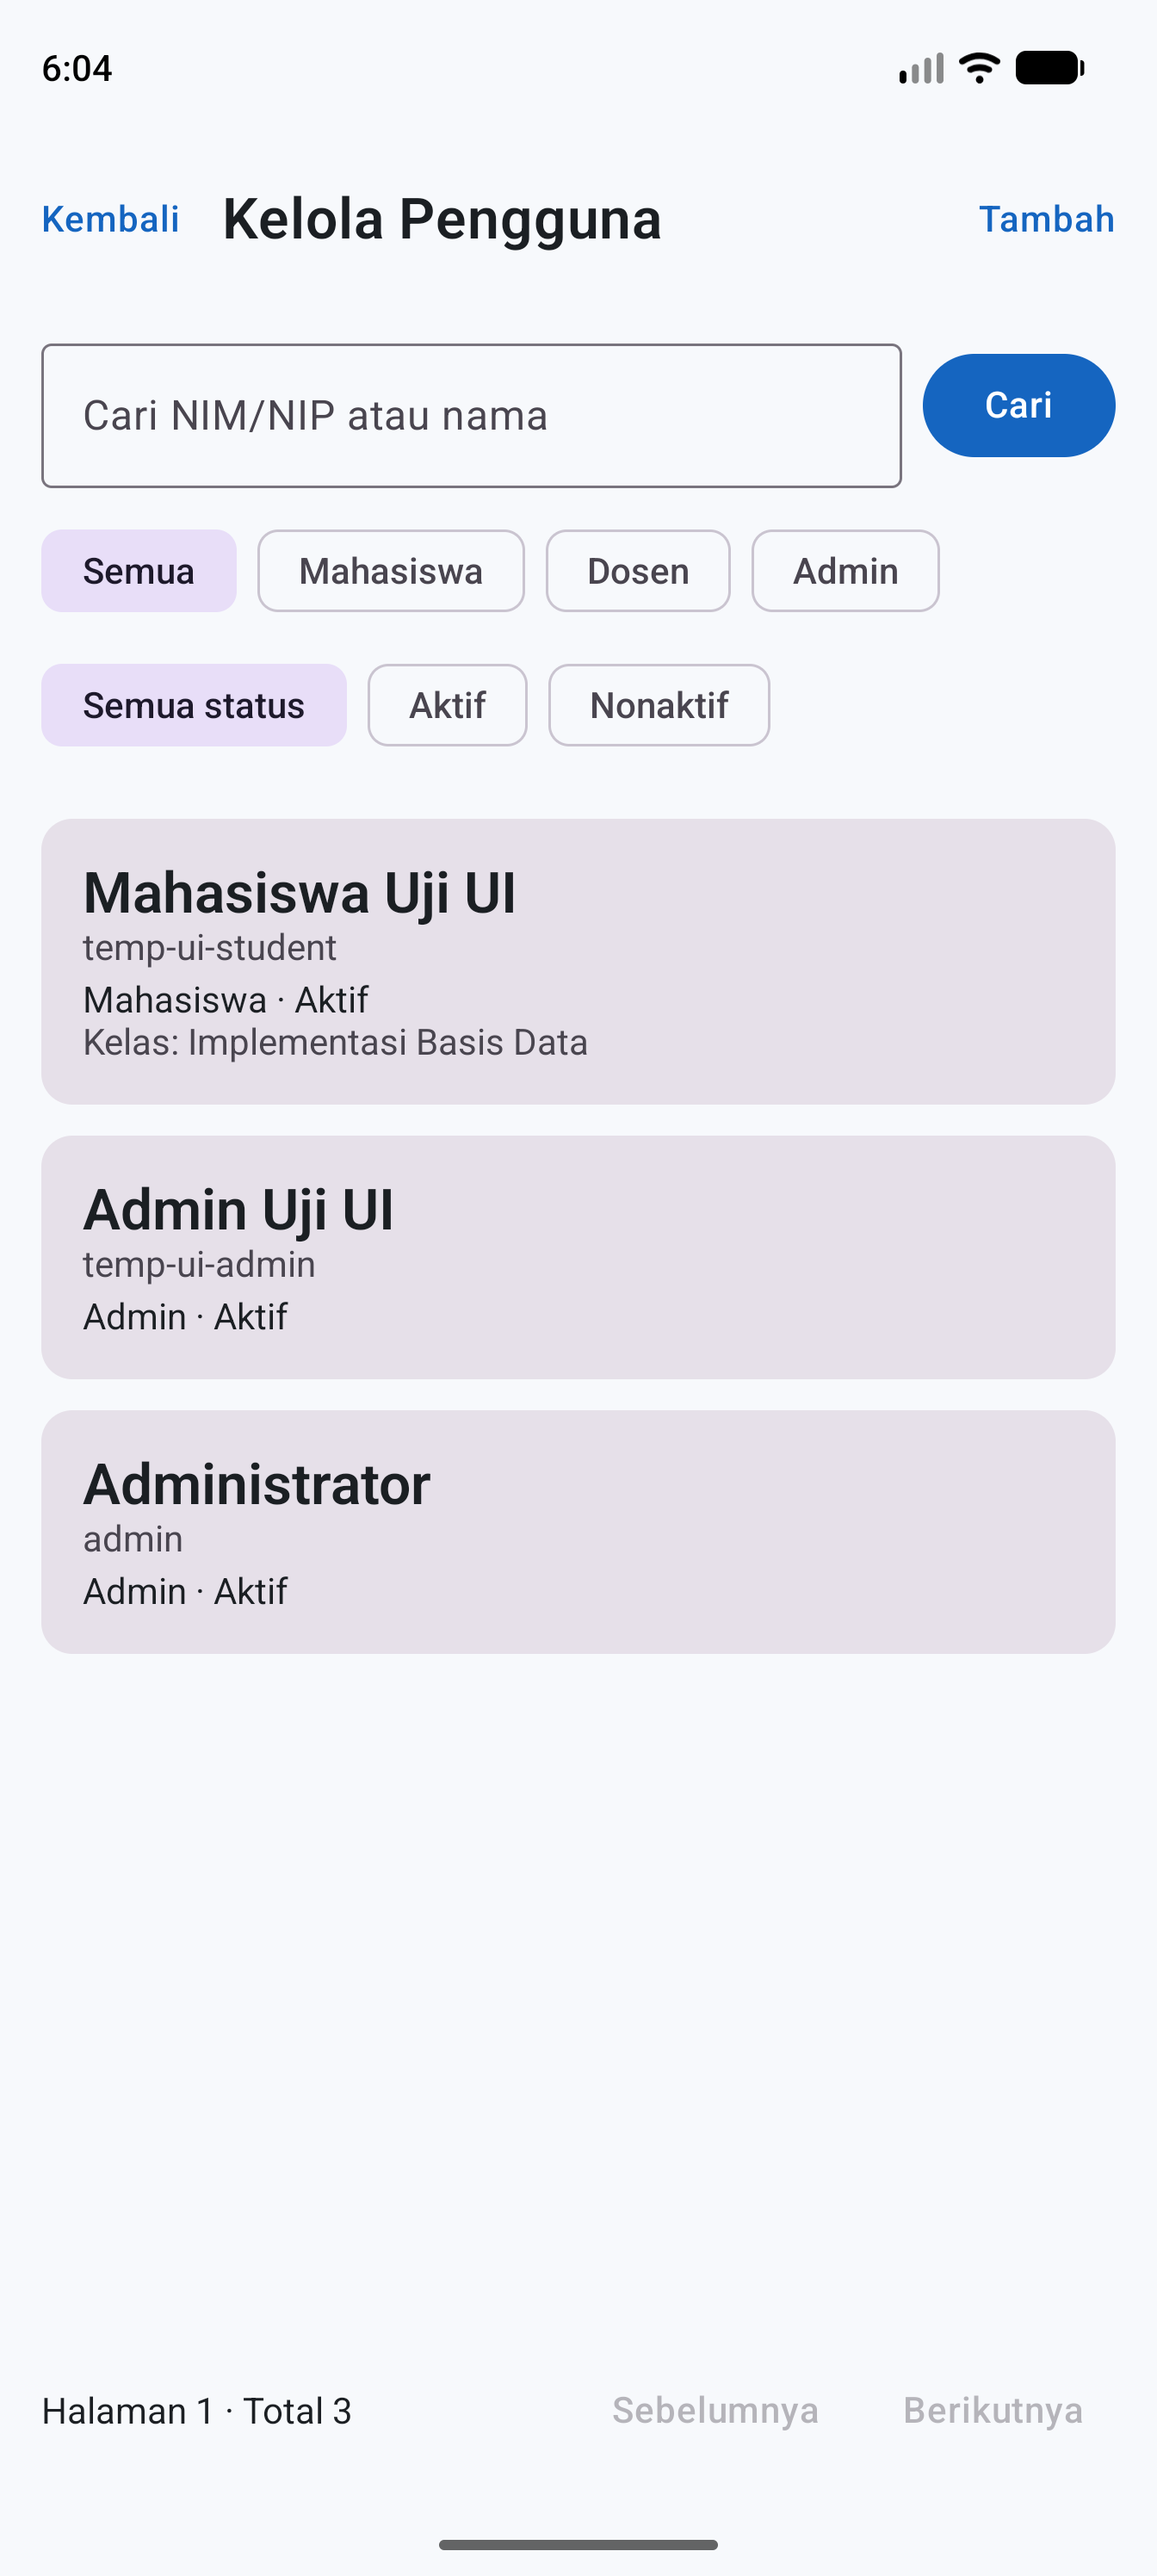 6:04
Kembali Kelola Pengguna Tambah
Cari NIM/NIP atau nama Cari
Semua Mahasiswa Dosen Admin
Semua status Aktif Nonaktif
Mahasiswa Uji UI
temp-ui-student
Mahasiswa · Aktif
Kelas: Implementasi Basis Data
Admin Uji UI
temp-ui-admin
Admin · Aktif
Administrator
admin
Admin · Aktif
Halaman 1 · Total 3 Sebelumnya Berikutnya